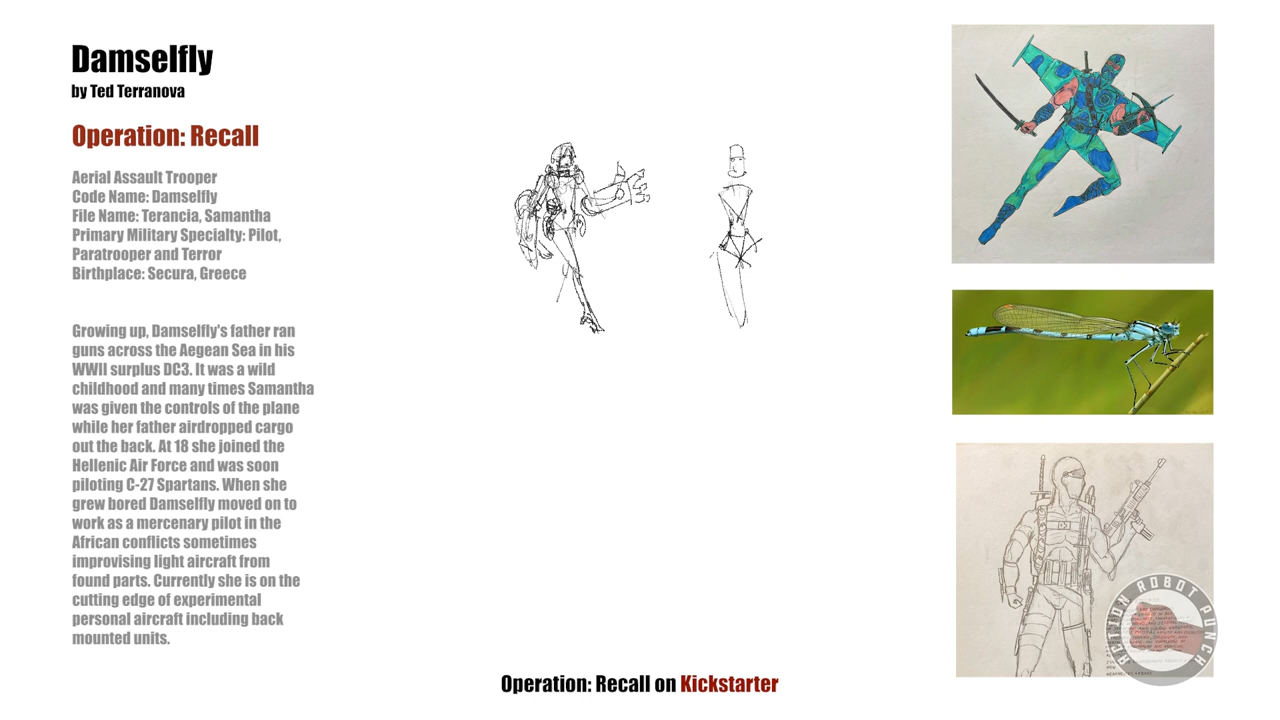 Damselfly
by Ted Terranova
Operation: Recall
Aerial Assault Trooper
Code Name: Damselfly
File Name: Terancia, Samantha
Primary Military Specialty: Pilot,
Paratrooper and Terror
Birthplace: Secura, Greece
Growing up, Damselfly's father ran
guns across the Aegean Sea in his
WWII surplus DC3. It was a wild
childhood and many times Samantha
was given the controls of the plane
while her father airdropped cargo
out the back. At 18 she joined the
Hellenic Air Force and was soon
piloting C-27 Spartans. When she
grew bored Damselfly moved on to
work as a mercenary pilot in the
African conflicts sometimes
improvising light aircraft from
found parts. Currently she is on the
cutting edge of experimental
personal aircraft including back
mounted units.
ACTION ROBOT PUNCH
Operation: Recall on Kickstarter